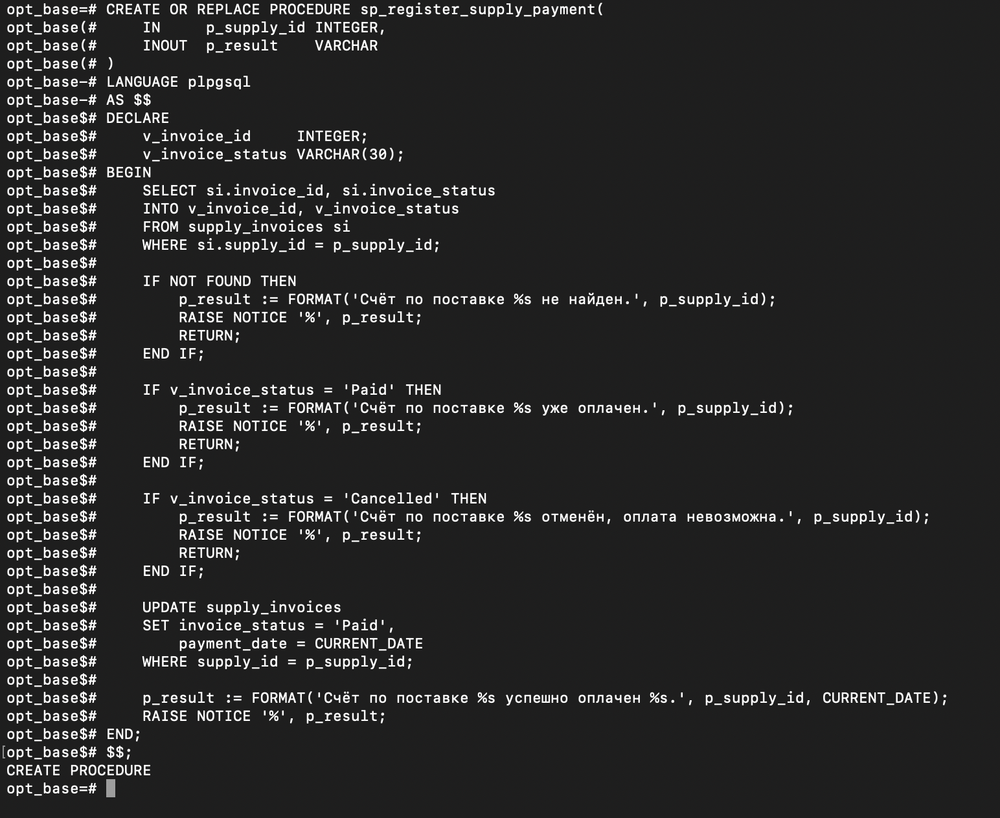 opt_base=# CREATE OR REPLACE PROCEDURE sp_register_supply_payment(
opt_base(#     IN     p_supply_id INTEGER,
opt_base(#     INOUT  p_result    VARCHAR
opt_base(# )
opt_base-# LANGUAGE plpgsql
opt_base-# AS $$
opt_base$# DECLARE
opt_base$#     v_invoice_id     INTEGER;
opt_base$#     v_invoice_status VARCHAR(30);
opt_base$# BEGIN
opt_base$#     SELECT si.invoice_id, si.invoice_status
opt_base$#     INTO v_invoice_id, v_invoice_status
opt_base$#     FROM supply_invoices si
opt_base$#     WHERE si.supply_id = p_supply_id;
opt_base$#
opt_base$#     IF NOT FOUND THEN
opt_base$#         p_result := FORMAT('Счёт по поставке %s не найден.', p_supply_id);
opt_base$#         RAISE NOTICE '%', p_result;
opt_base$#         RETURN;
opt_base$#     END IF;
opt_base$#
opt_base$#     IF v_invoice_status = 'Paid' THEN
opt_base$#         p_result := FORMAT('Счёт по поставке %s уже оплачен.', p_supply_id);
opt_base$#         RAISE NOTICE '%', p_result;
opt_base$#         RETURN;
opt_base$#     END IF;
opt_base$#
opt_base$#     IF v_invoice_status = 'Cancelled' THEN
opt_base$#         p_result := FORMAT('Счёт по поставке %s отменён, оплата невозможна.', p_supply_id);
opt_base$#         RAISE NOTICE '%', p_result;
opt_base$#         RETURN;
opt_base$#     END IF;
opt_base$#
opt_base$#     UPDATE supply_invoices
opt_base$#     SET invoice_status = 'Paid',
opt_base$#         payment_date = CURRENT_DATE
opt_base$#     WHERE supply_id = p_supply_id;
opt_base$#
opt_base$#     p_result := FORMAT('Счёт по поставке %s успешно оплачен %s.', p_supply_id, CURRENT_DATE);
opt_base$#     RAISE NOTICE '%', p_result;
opt_base$# END;
[opt_base$# $$;
CREATE PROCEDURE
opt_base=#